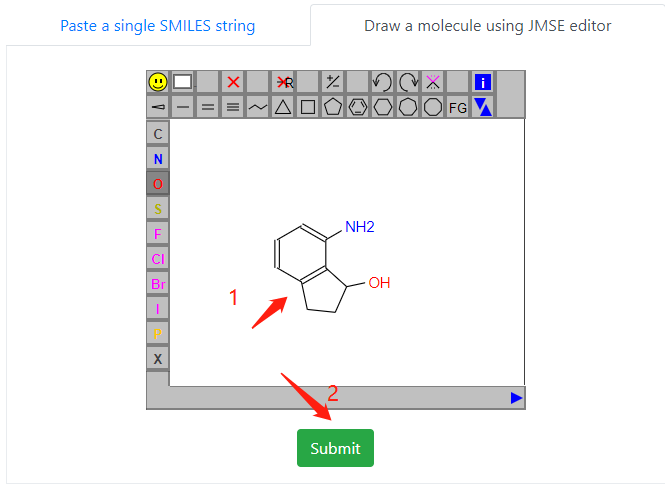 Paste a single SMILES string
Draw a molecule using JMSE editor
R
i
FG
C
N
O
S
F
Cl
Br
I
P
X
NH2
OH
1
2
Submit